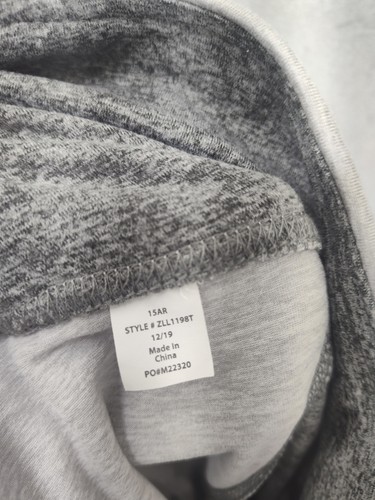 15AR
STYLE # ZLL1198T
12/19
Made In
China
PO#M22320